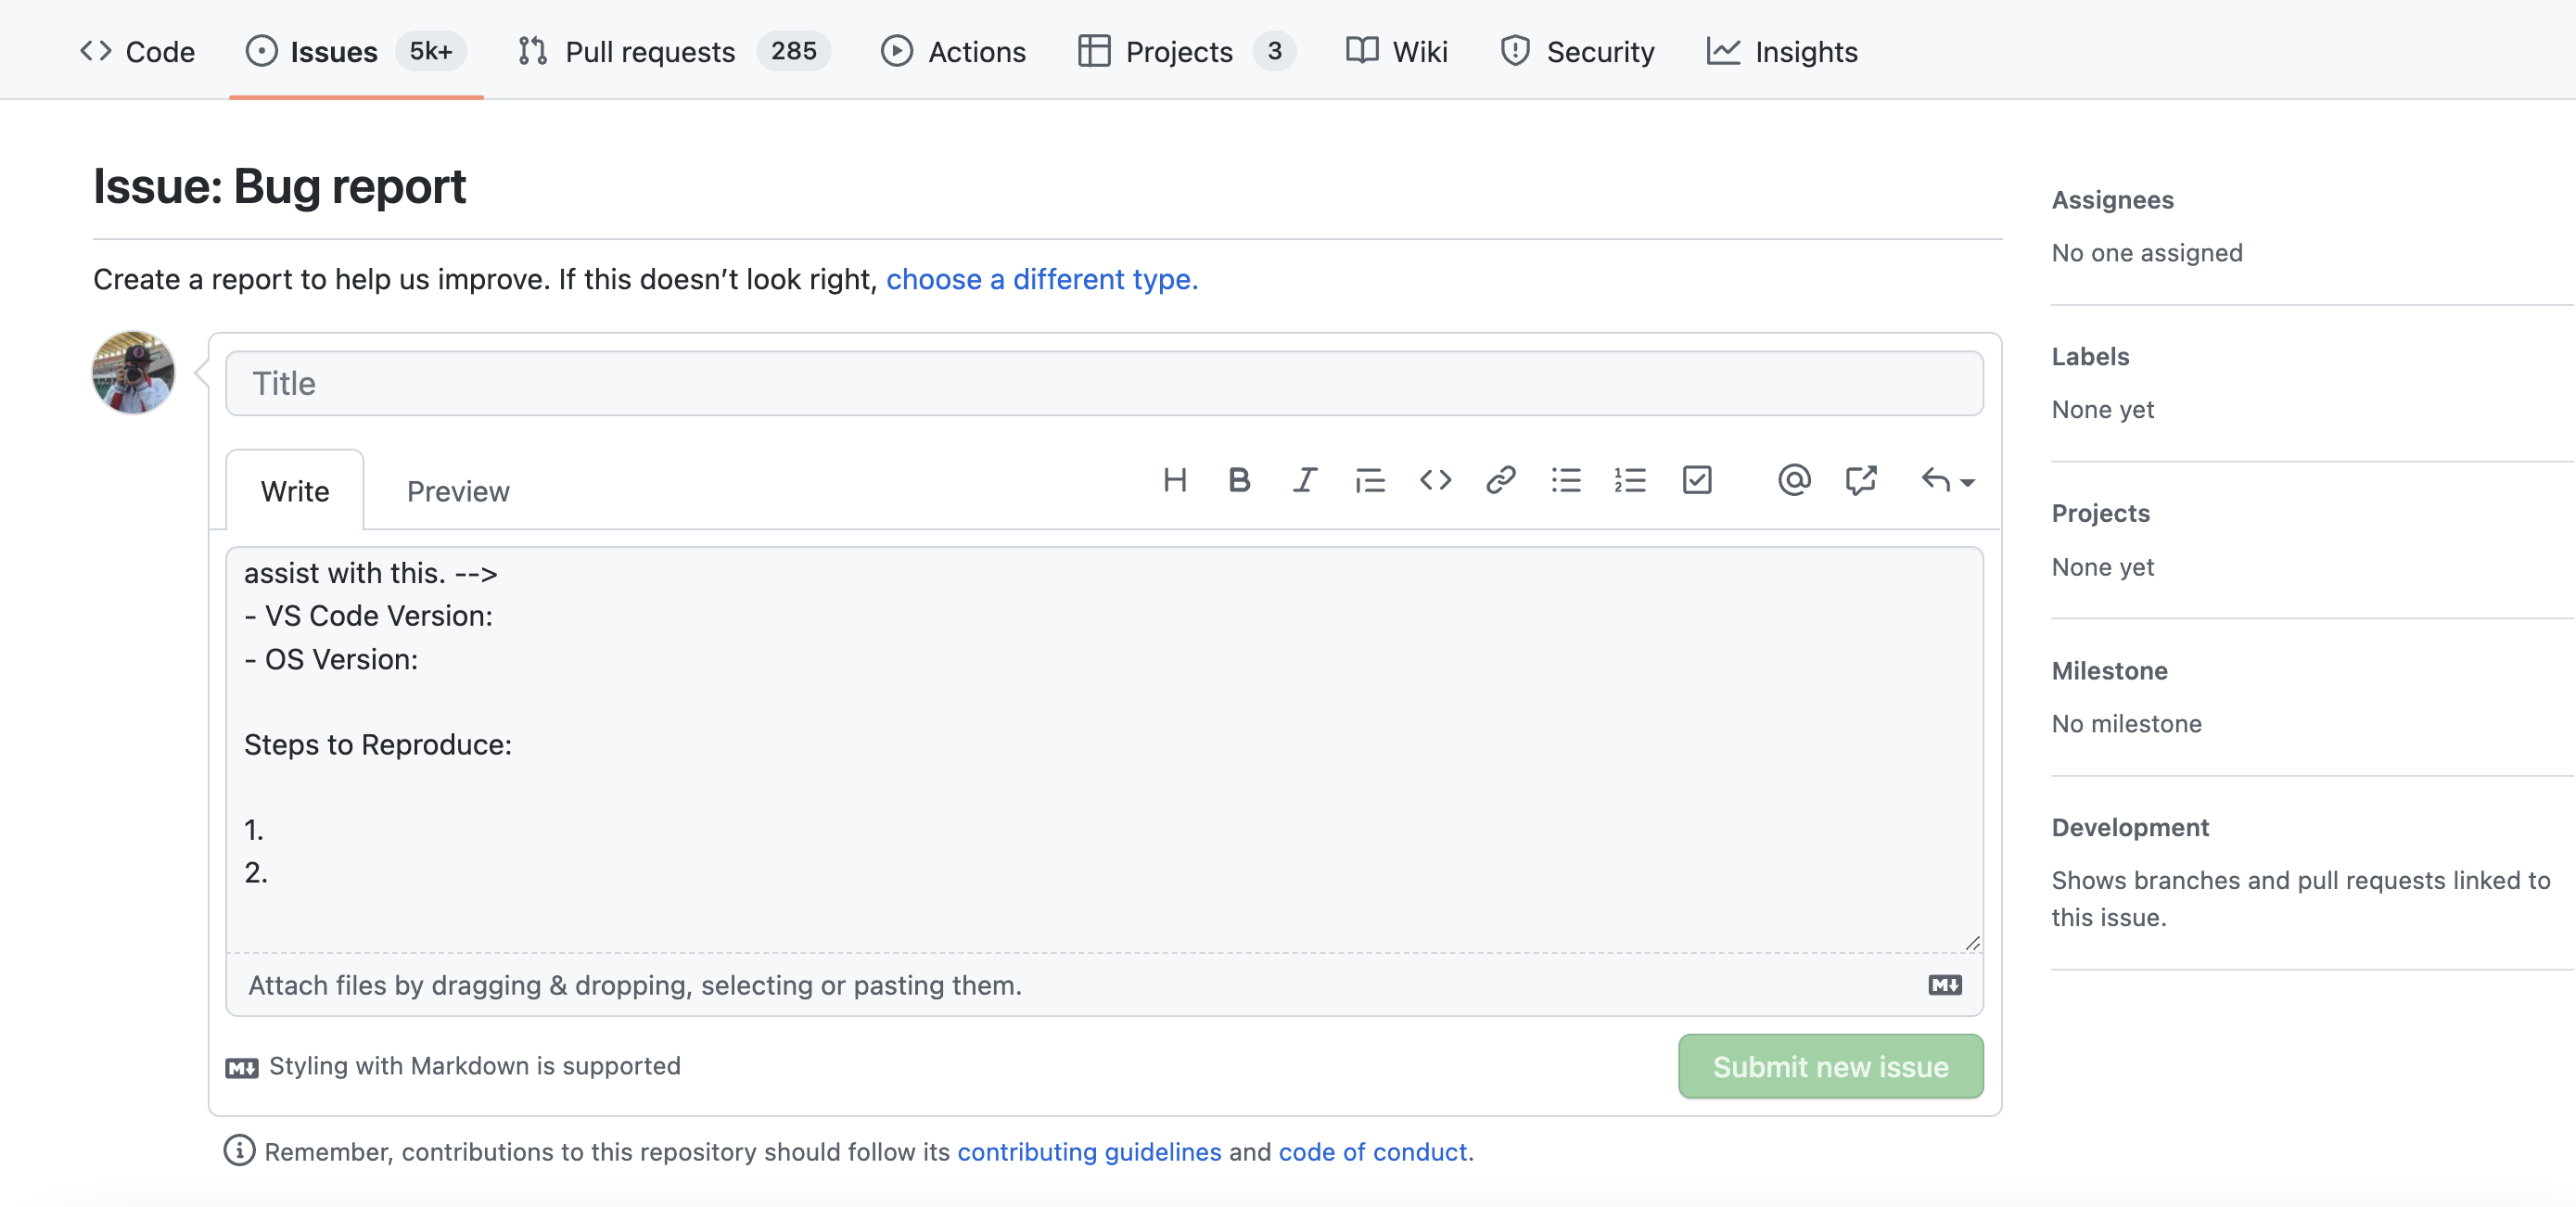 Code Issues 5k+ Pull requests 285 Actions Projects 3 Wiki Security Insights
Issue: Bug report
Create a report to help us improve. If this doesn’t look right, choose a different type.
Title
Write Preview
assist with this. -->
- VS Code Version:
- OS Version:
Steps to Reproduce:
1.
2.
Attach files by dragging & dropping, selecting or pasting them.
Styling with Markdown is supported
Submit new issue
Remember, contributions to this repository should follow its contributing guidelines and code of conduct.
Assignees
No one assigned
Labels
None yet
Projects
None yet
Milestone
No milestone
Development
Shows branches and pull requests linked to
this issue.